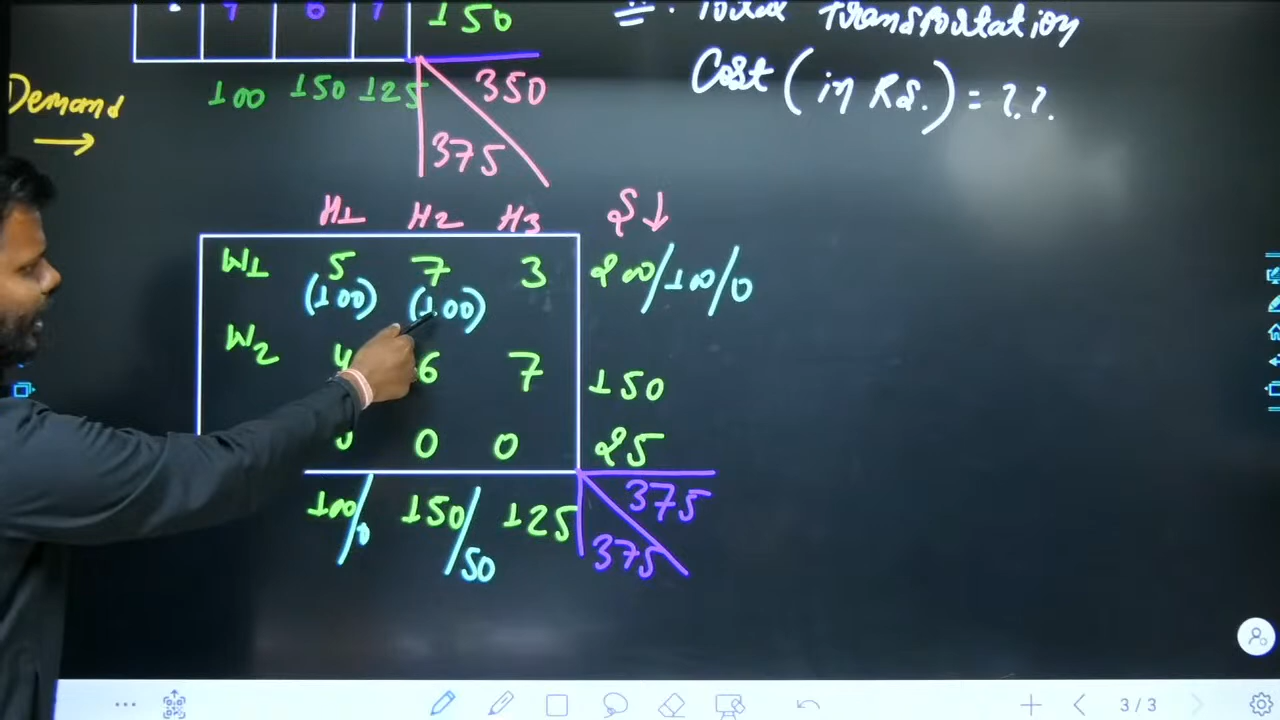 150
∴ Total Transportation
Cost (in Rs.) = ??.
Demand
100 150 125 350
375
H1 H2 H3 S↓
W1 5 7 3 200/100/0
(100) (100)
W2 4 6 7 150
0 0 25
100/0 150/50 125 375
375
3/3